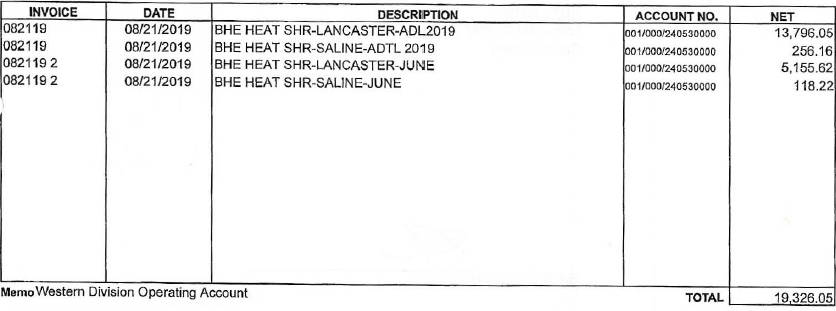 INVOICE DATE DESCRIPTION ACCOUNT NO. NET
082119 08/21/2019 BHE HEAT SHR-LANCASTER-ADL2019 001/000/240530000 13,796.05
082119 08/21/2019 BHE HEAT SHR-SALINE-ADTL 2019 001/000/240530000 256.16
082119 2 08/21/2019 BHE HEAT SHR-LANCASTER-JUNE 001/000/240530000 5,155.62
082119 2 08/21/2019 BHE HEAT SHR-SALINE-JUNE 001/000/240530000 118.22
Memo Western Division Operating Account TOTAL 19,326.05